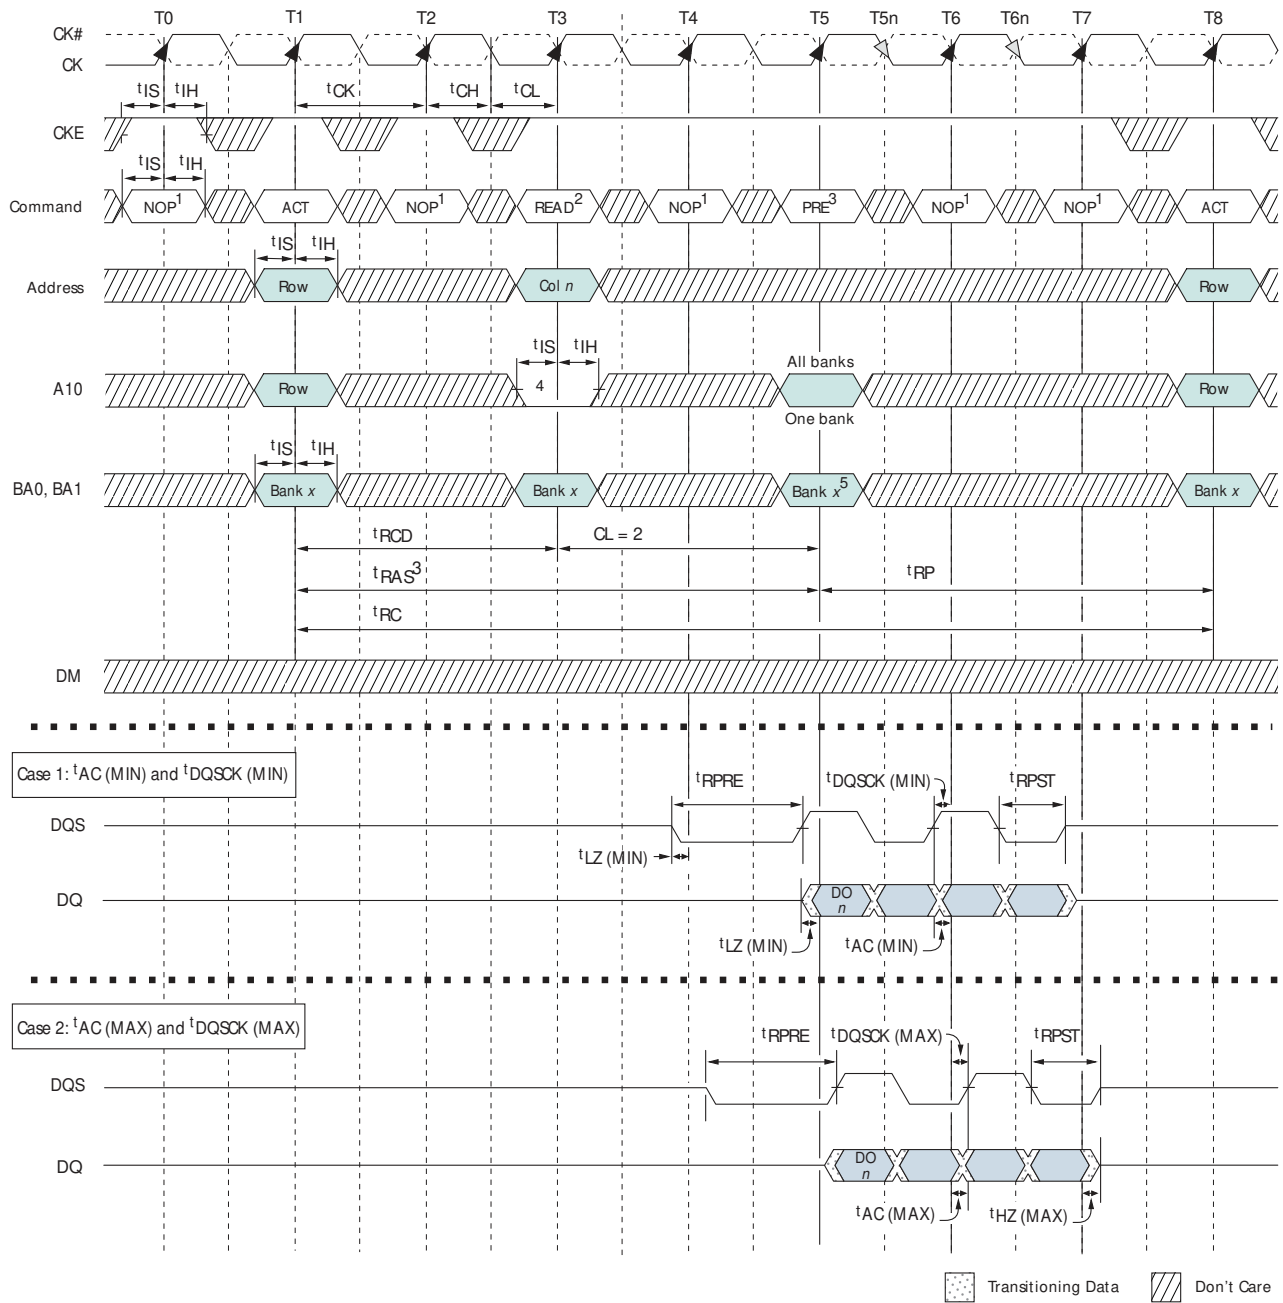 T0 T1 T2 T3 T4 T5 T5n T6 T6n T7 T8
CK#
CK
tIS tIH tCK tCH tCL
CKE
tIS tIH
Command NOP1 ACT NOP1 READ2 NOP1 PRE3 NOP1 NOP1 ACT
tIS tIH
Address Row Col n Row
tIS tIH
All banks
A10 Row 4 Row
One bank
tIS tIH
BA0, BA1 Bank x Bank x Bank x5 Bank x
tRCD CL = 2
tRAS3 tRP
tRC
DM
Case 1: tAC (MIN) and tDQSCK (MIN)
tRPRE tDQSCK (MIN) tRPST
DQS
tLZ (MIN)
DQ DO
n
tLZ (MIN) tAC (MIN)
Case 2: tAC (MAX) and tDQSCK (MAX)
tRPRE tDQSCK (MAX) tRPST
DQS
DQ DO
n
tAC (MAX) tHZ (MAX)
Transitioning Data Don't Care